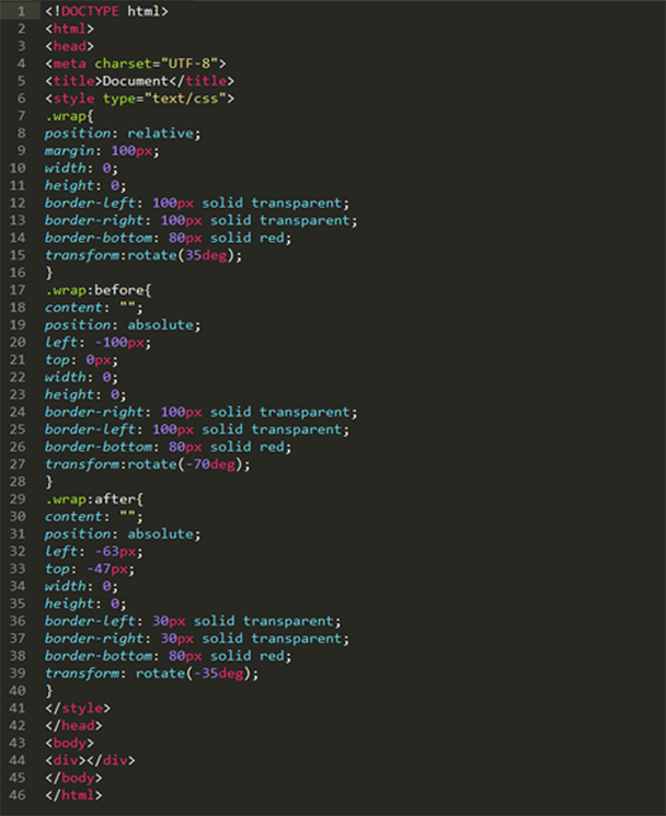 1 <!DOCTYPE html>
2 <html>
3 <head>
4 <meta charset="UTF-8">
5 <title>Document</title>
6 <style type="text/css">
7 .wrap{
8 position: relative;
9 margin: 100px;
10 width: 0;
11 height: 0;
12 border-left: 100px solid transparent;
13 border-right: 100px solid transparent;
14 border-bottom: 80px solid red;
15 transform:rotate(35deg);
16 }
17 .wrap:before{
18 content: "";
19 position: absolute;
20 left: -100px;
21 top: 0px;
22 width: 0;
23 height: 0;
24 border-right: 100px solid transparent;
25 border-left: 100px solid transparent;
26 border-bottom: 80px solid red;
27 transform:rotate(-70deg);
28 }
29 .wrap:after{
30 content: "";
31 position: absolute;
32 left: -63px;
33 top: -47px;
34 width: 0;
35 height: 0;
36 border-left: 30px solid transparent;
37 border-right: 30px solid transparent;
38 border-bottom: 80px solid red;
39 transform: rotate(-35deg);
40 }
41 </style>
42 </head>
43 <body>
44 <div></div>
45 </body>
46 </html>